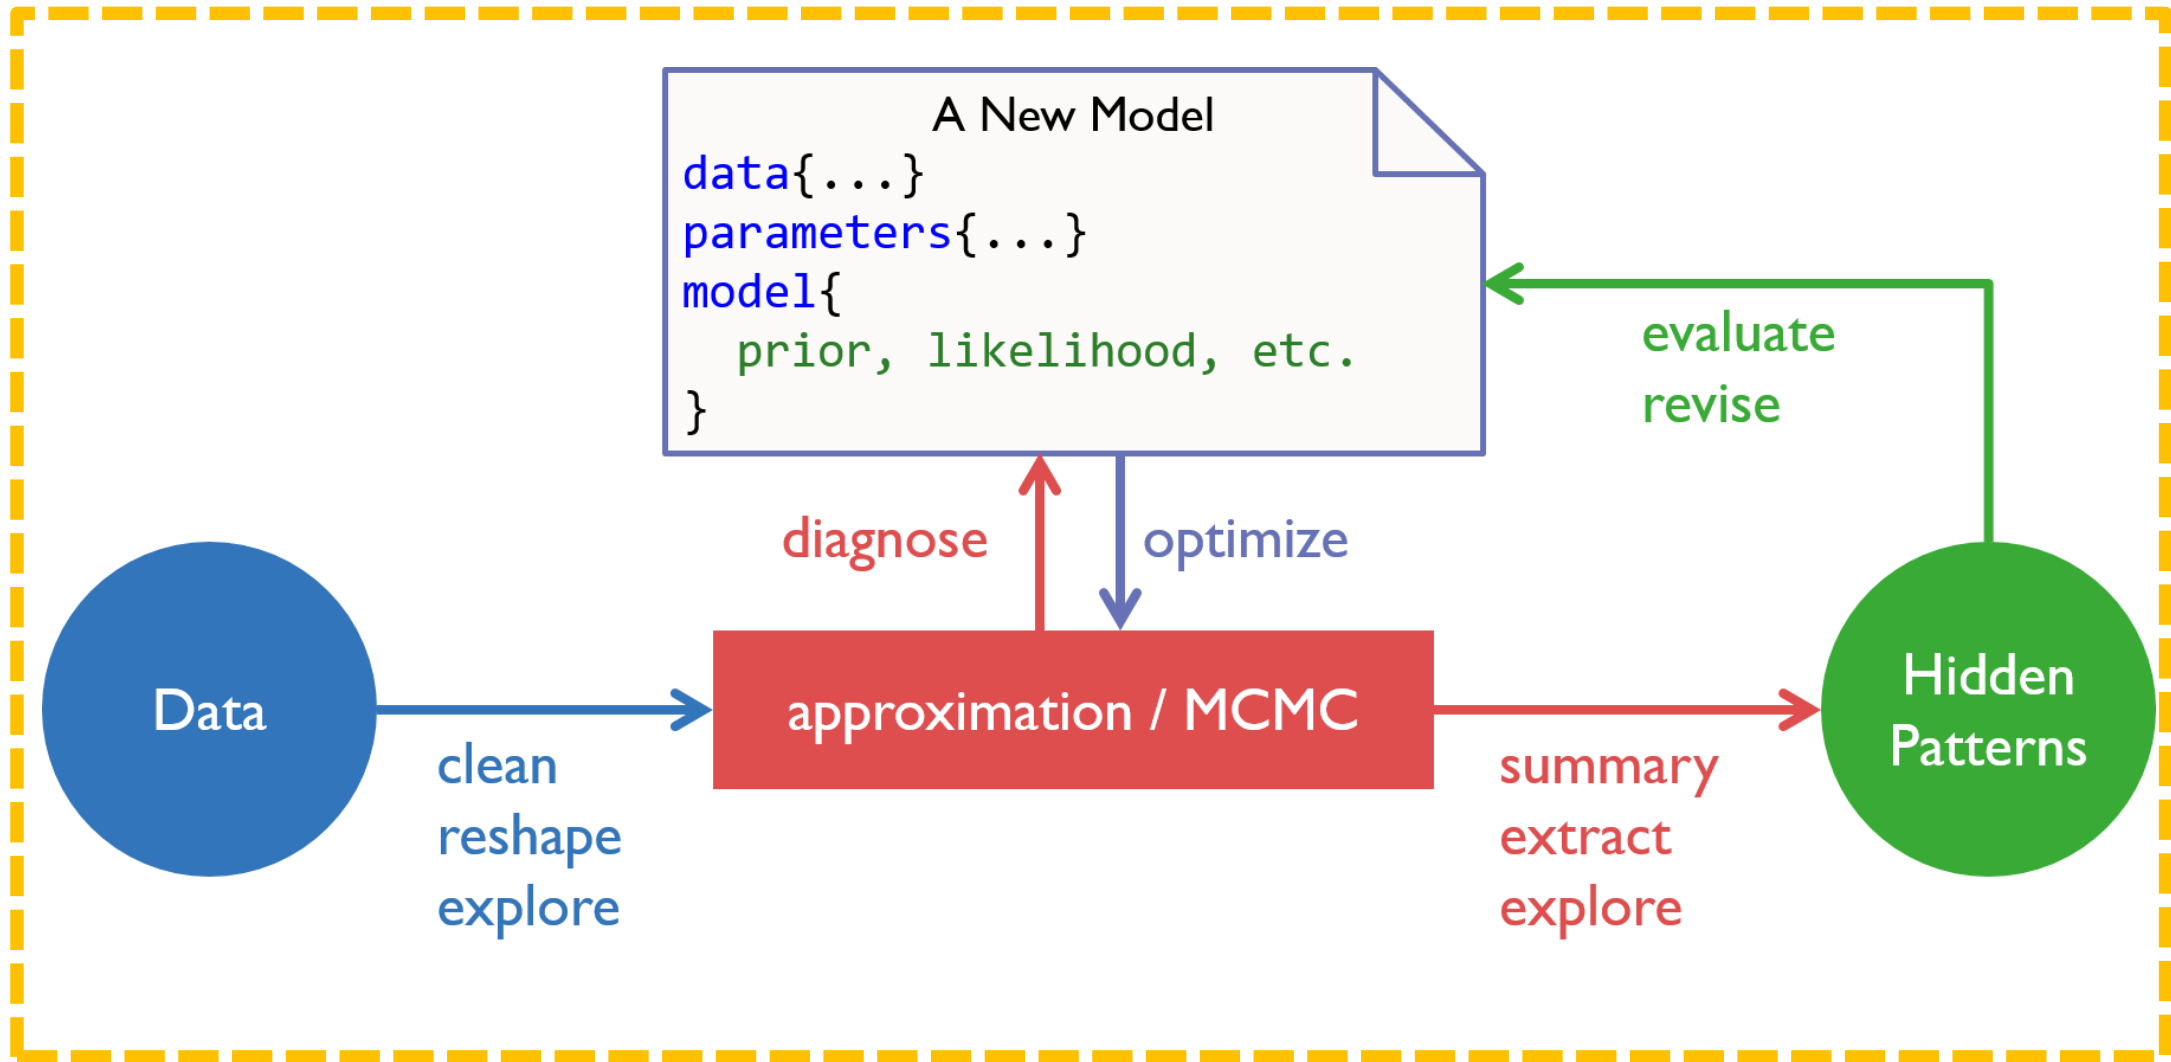 A New Model
data{...}
parameters{...}
model{
  prior, likelihood, etc.
}
evaluate
revise
diagnose
optimize
Data
approximation / MCMC
Hidden
Patterns
clean
reshape
explore
summary
extract
explore